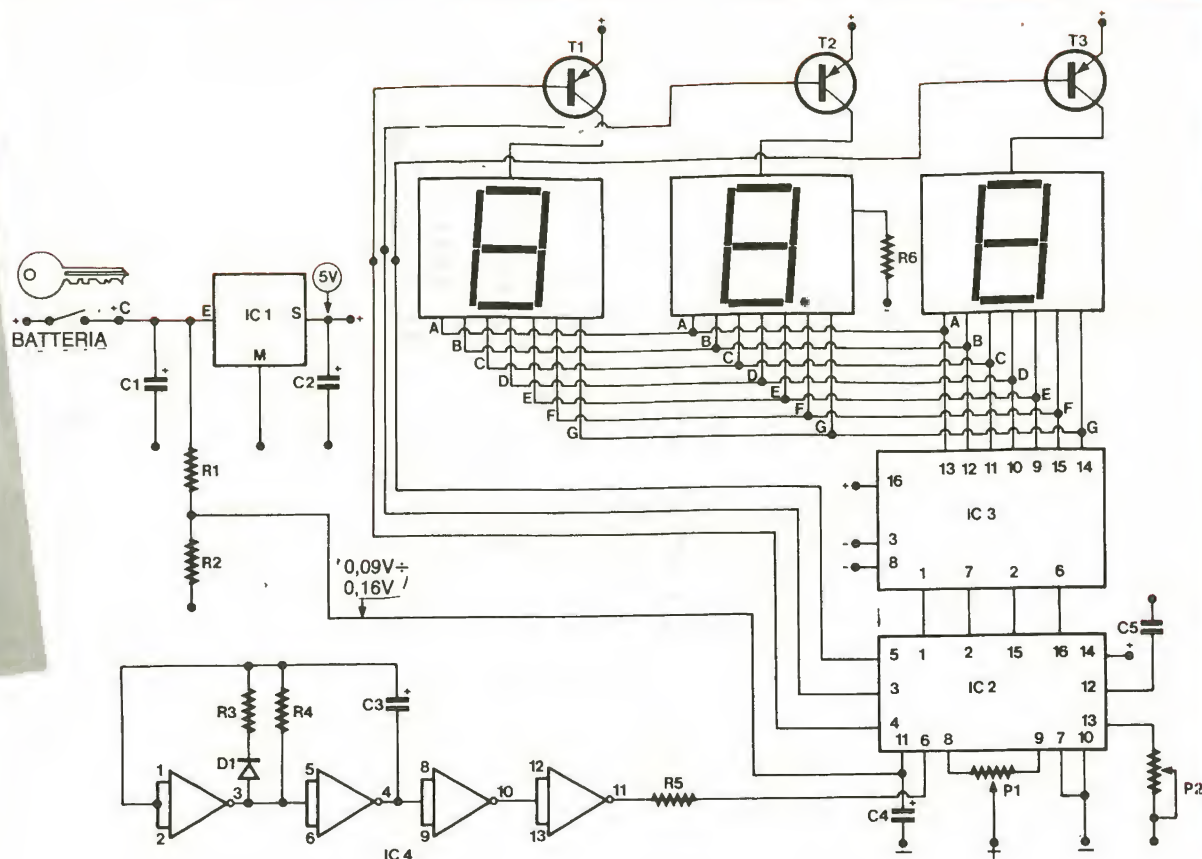 + + +
T1 T2 T3
R6
+ BATTERIA +C
E IC 1 S
M
5V +
C1 + C2 +
A B C D E F G
A B C D E F G
A B C D E F G
R1
R2
13 12 11 10 9 15 14
+ 16
IC 3
- 3
- 8
1 7 2 6
0,09V÷
0,16V
C5
5 1 2 15 16 14 +
3 IC 2 12
4 13
11 6 8 9 7 10
P1 P2
C4 +
- + -
R3 R4 C3 +
D1
1 2 3 5 6 4 8 9 10 12 13 11
R5
IC 4